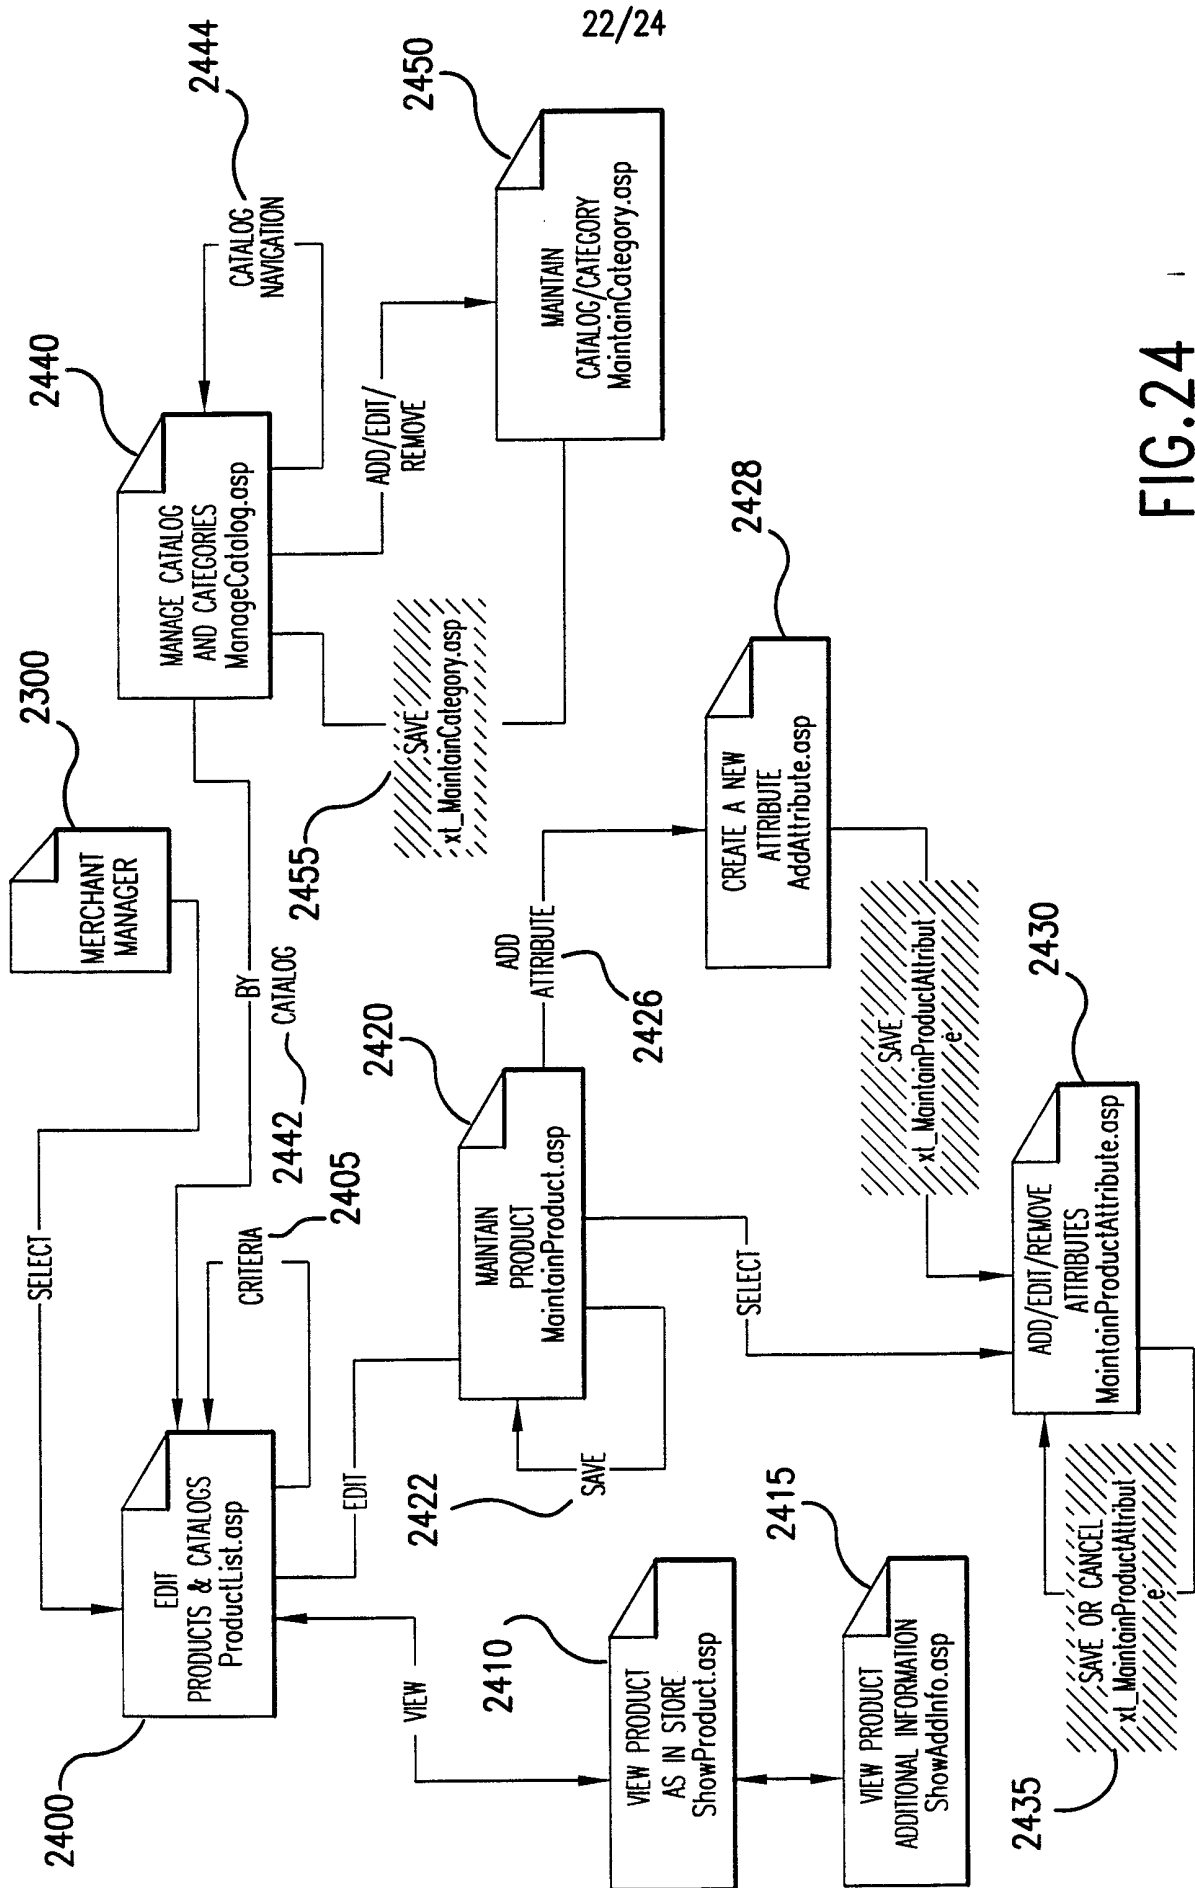 22/24
2300
MERCHANT
MANAGER
SELECT
2400
EDIT
PRODUCTS & CATALOGS
ProductList.asp
CRITERIA
2405
BY
CATALOG
2442
2440
MANAGE CATALOG
AND CATEGORIES
ManageCatalog.asp
CATALOG
NAVIGATION
2444
ADD/EDIT/
REMOVE
2450
MAINTAIN
CATALOG/CATEGORY
MaintainCategory.asp
SAVE
xt_MaintainCategory.asp
2455
EDIT
VIEW
2420
MAINTAIN
PRODUCT
MaintainProduct.asp
SAVE
2422
ADD
ATTRIBUTE
2426
2428
CREATE A NEW
ATTRIBUTE
AddAttribute.asp
SELECT
SAVE
xt_MaintainProductAttribut
e
2410
VIEW PRODUCT
AS IN STORE
ShowProduct.asp
2415
VIEW PRODUCT
ADDITIONAL INFORMATION
ShowAddInfo.asp
2430
ADD/EDIT/REMOVE
ATTRIBUTES
MaintainProductAttribute.asp
SAVE OR CANCEL
xt_MaintainProductAttribut
e
2435
FIG.24